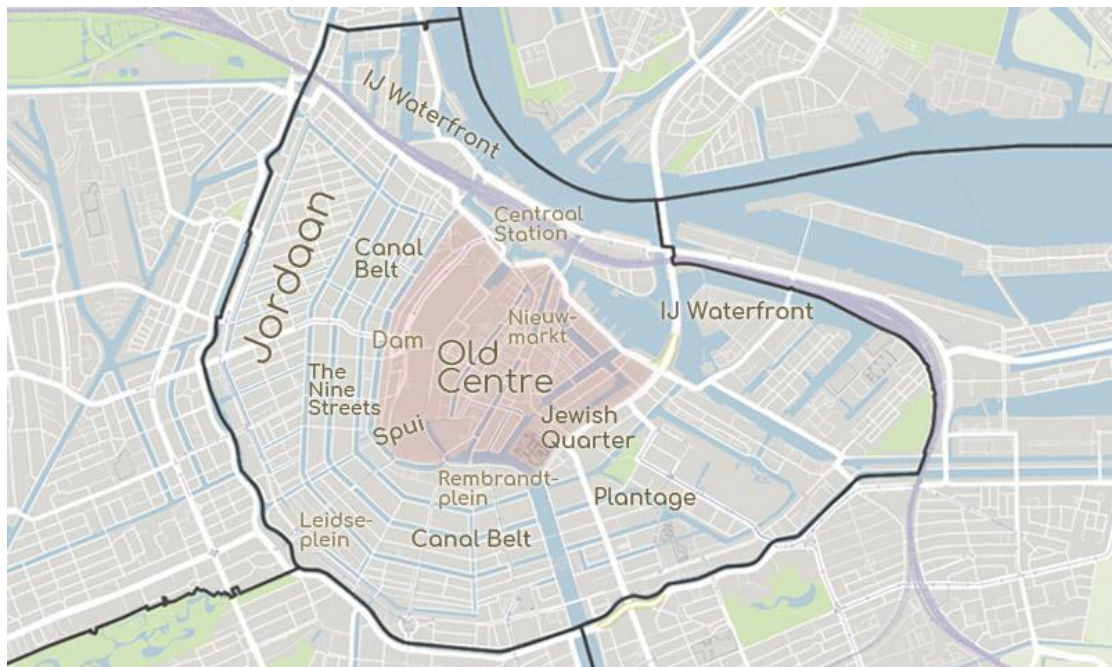 IJ Waterfront
Jordaan
Centraal
Station
Canal
Belt
IJ Waterfront
Nieuw-
markt
Dam
Old
Centre
The
Nine
Streets
Spui
Jewish
Quarter
Rembrandt-
plein
Plantage
Leidse-
plein
Canal Belt